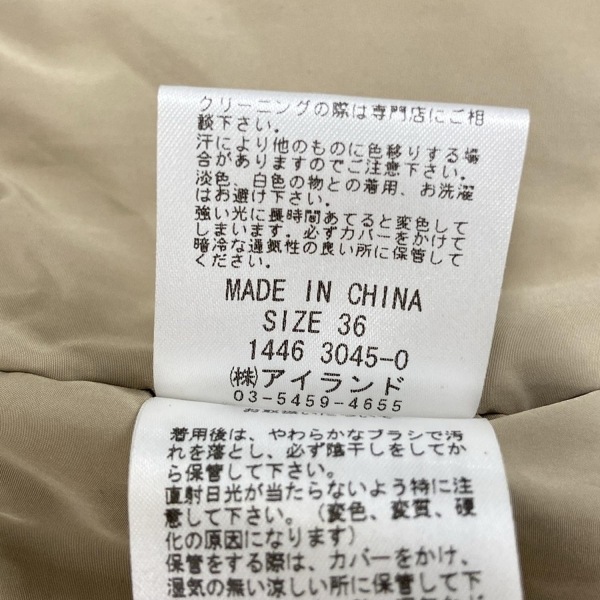 クリーニングの際は専門店にご相
談下さい。
汗により他のものに色移りする場
合がありますのでご注意下さい。
淡色、白色の物との着用、お洗濯
はお避け下さい。
強い光に長時間あてると変色して
しまいます。必ずカバーをかけて
暗冷な通気性の良い所に保管して
ください。
MADE IN CHINA
SIZE 36
1446 3045-0
㈱アイランド
03-5459-4655
着用後は、やわらかなブラシで汚
れを落とし、必ず陰干しをしてか
ら保管して下さい。
直射日光が当たらないよう特に注
意して下さい。（変色、変質、硬
化の原因になります）
保管をする際は、カバーをかけ、
湿気の無い涼しい所に保管して下